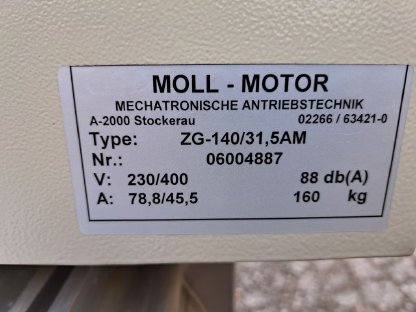 MOLL - MOTOR
MECHATRONISCHE ANTRIEBSTECHNIK
A-2000 Stockerau 02266 / 63421-0
Type: ZG-140/31,5AM
Nr.: 06004887
V: 230/400 88 db(A)
A: 78,8/45,5 160 kg